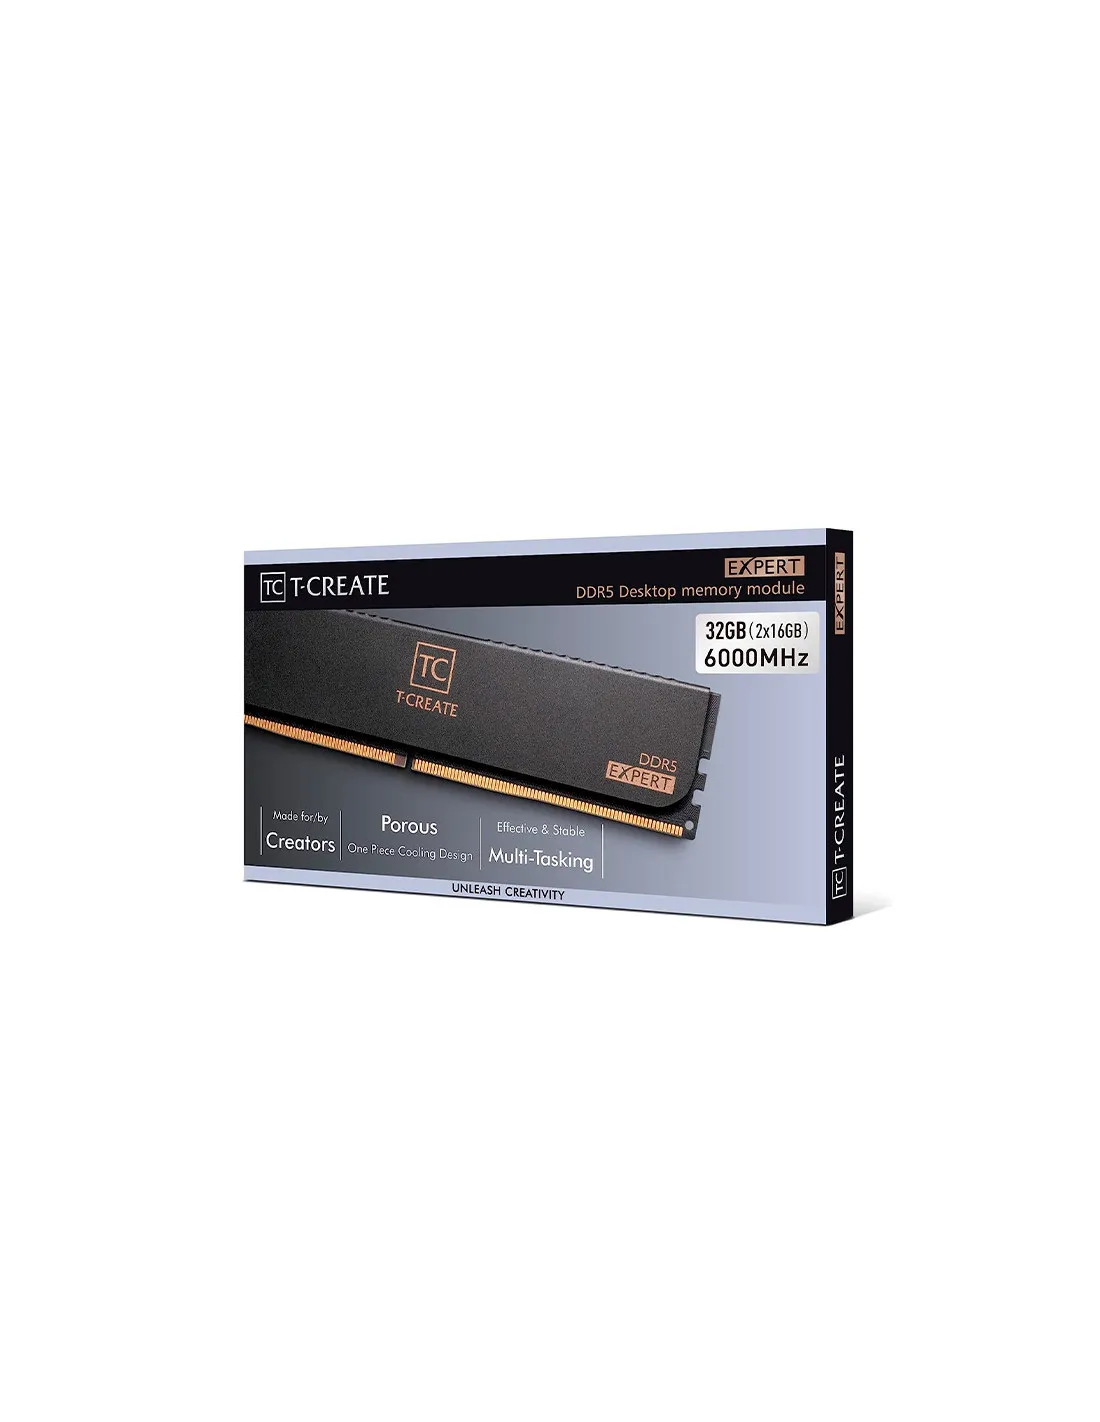 TC T-CREATE
EXPERT
DDR5 Desktop memory module
32GB (2x16GB)
6000MHz
TC
T-CREATE
DDR5
EXPERT
Made for/by
Creators
Porous
One Piece Cooling Design
Effective & Stable
Multi-Tasking
UNLEASH CREATIVITY
EXPERT
TC T-CREATE